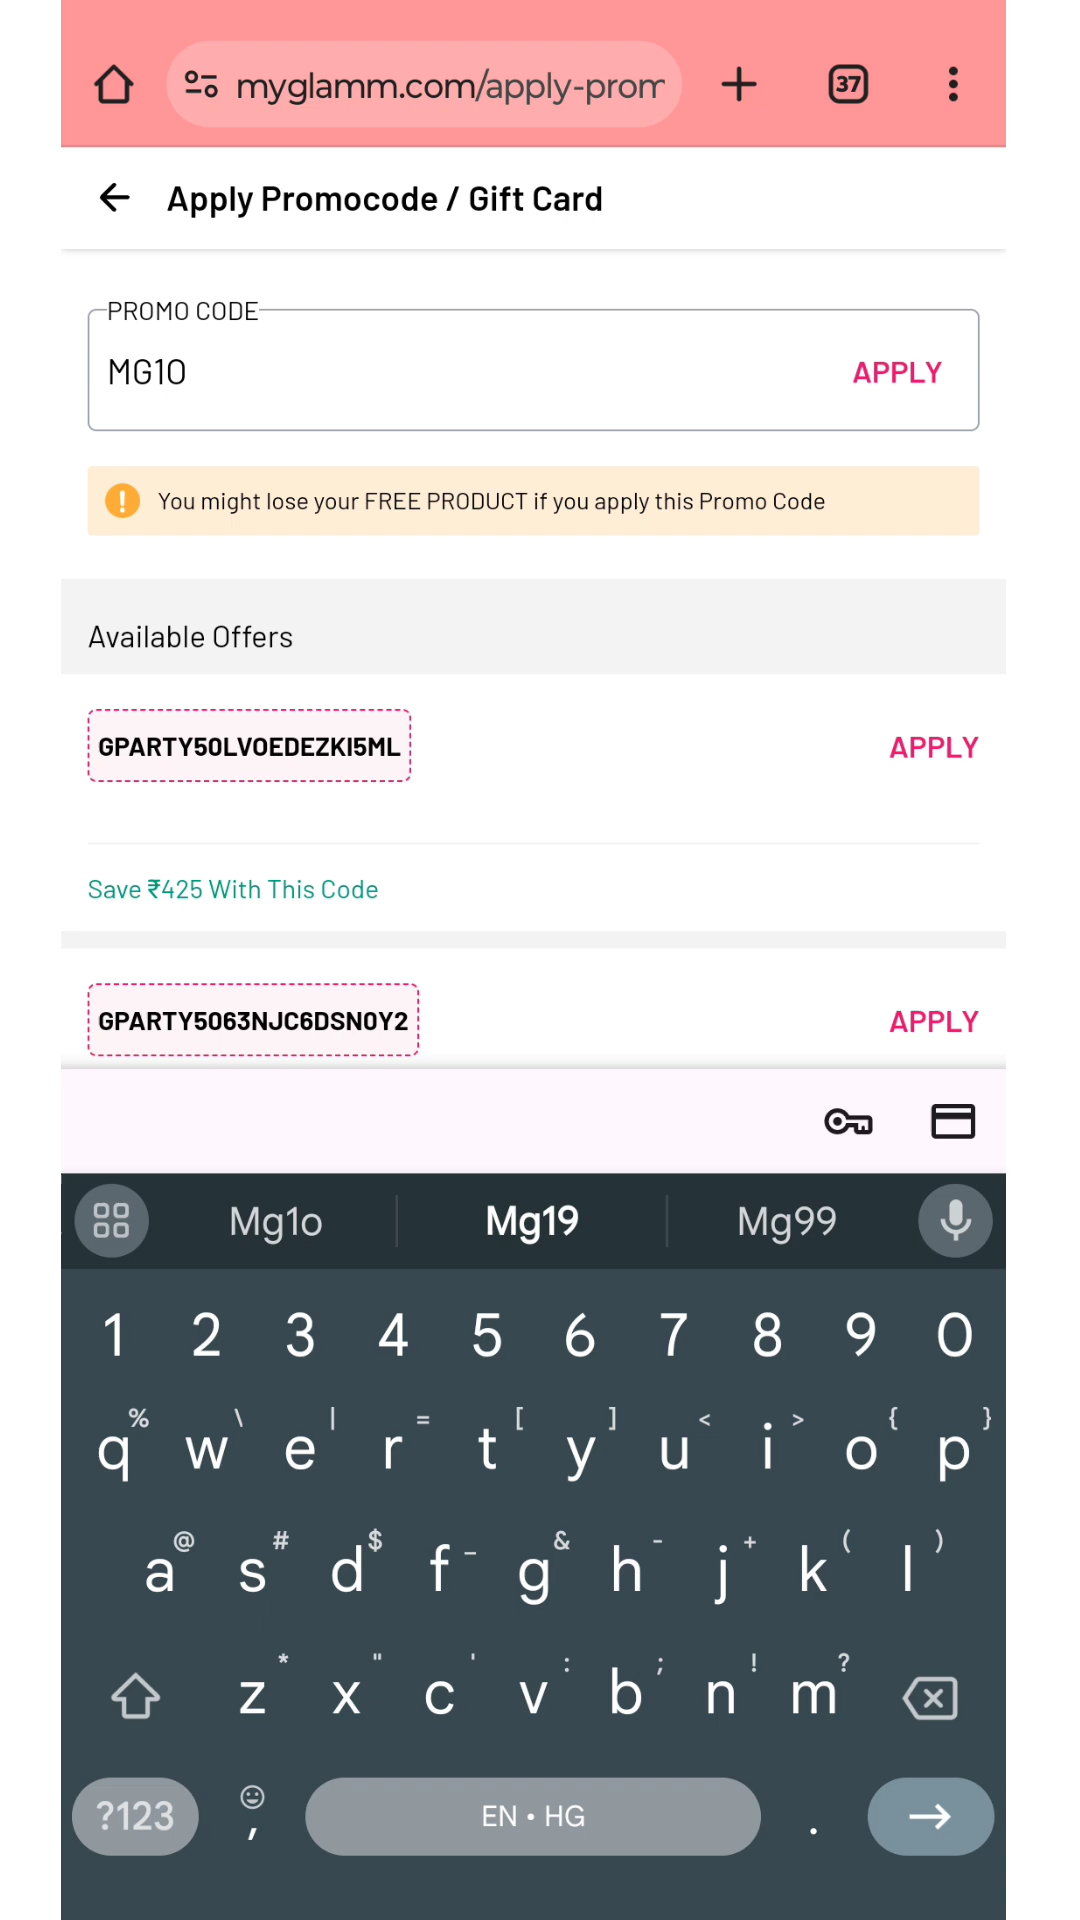 myglamm.com/apply-prom
37
Apply Promocode / Gift Card
PROMO CODE
MG10
APPLY
You might lose your FREE PRODUCT if you apply this Promo Code
Available Offers
GPARTY50LVOEDEZKI5ML
APPLY
Save ₹425 With This Code
GPARTY5063NJC6DSN0Y2
APPLY
Mg1o Mg19 Mg99
1 2 3 4 5 6 7 8 9 0
% \ | = [ ] < > { }
q w e r t y u i o p
@ # $ _ & - + ( )
a s d f g h j k l
* " ' : ; ! ?
z x c v b n m
?123 , EN • HG .